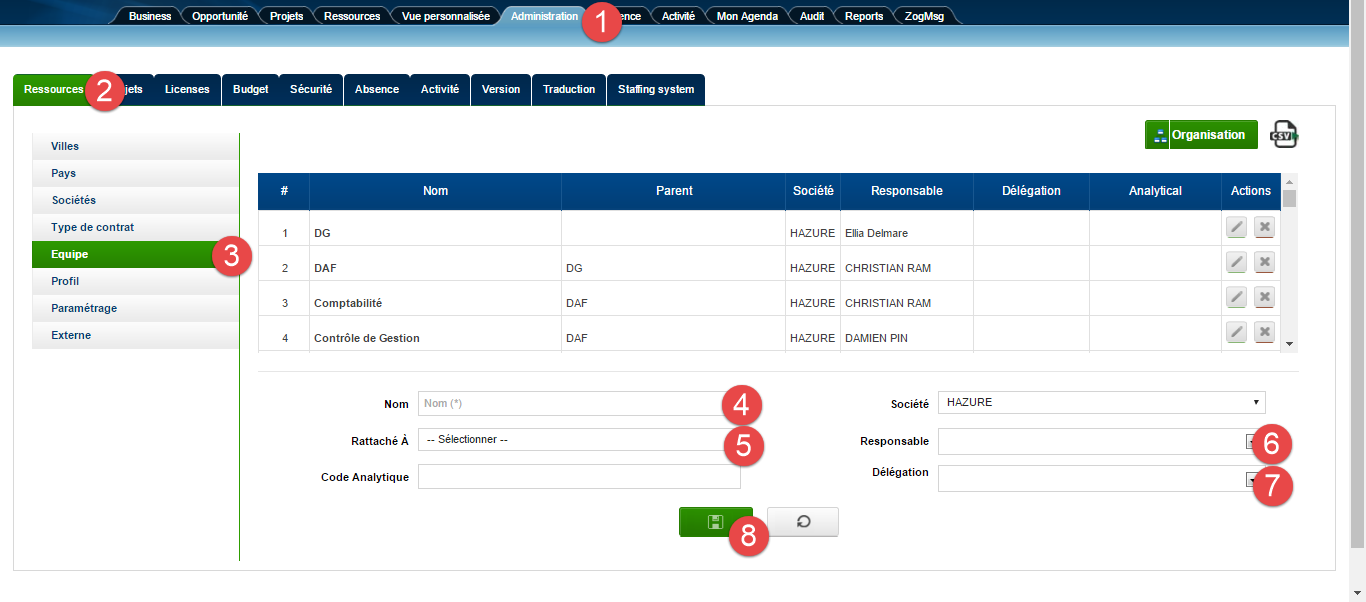 Business Opportunité Projets Ressources Vue personnalisée Administration 1 ence Activité Mon Agenda Audit Reports ZogMsg
Ressources 2 jets Licenses Budget Sécurité Absence Activité Version Traduction Staffing system
Organisation CSV
Villes
Pays
Sociétés
Type de contrat
Equipe 3
Profil
Paramétrage
Externe
# Nom Parent Société Responsable Délégation Analytical Actions
1 DG HAZURE Ellia Delmare
2 DAF DG HAZURE CHRISTIAN RAM
3 Comptabilité DAF HAZURE CHRISTIAN RAM
4 Contrôle de Gestion DAF HAZURE DAMIEN PIN
Nom Nom (*) 4 Société HAZURE
Rattaché À -- Sélectionner -- 5 Responsable 6
Code Analytique Délégation 7
8